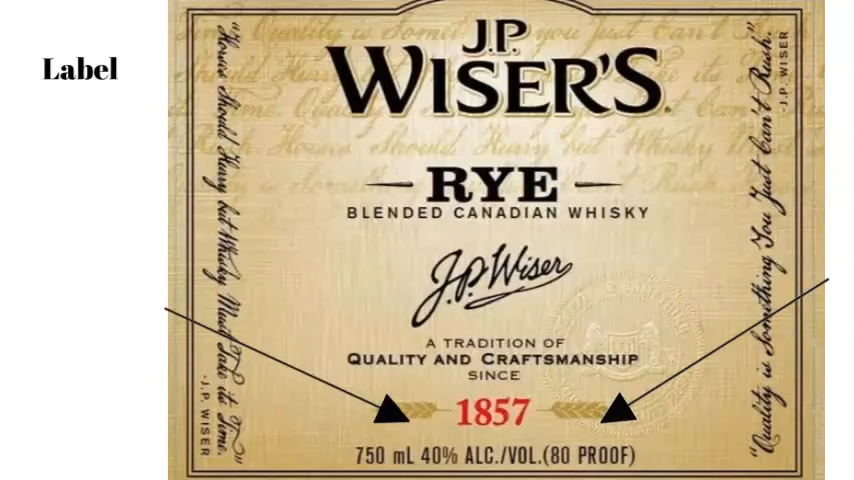 Label
J.P.
WISER'S
RYE
BLENDED CANADIAN WHISKY
J.P. Wiser
A TRADITION OF
QUALITY AND CRAFTSMANSHIP
SINCE
1857
750 mL 40% ALC./VOL.(80 PROOF)
"Horses Should Hurry but Whisky Must Take its Time."
-J.P. WISER
"Quality is Something You Just Can't Rush."
-J.P. WISER